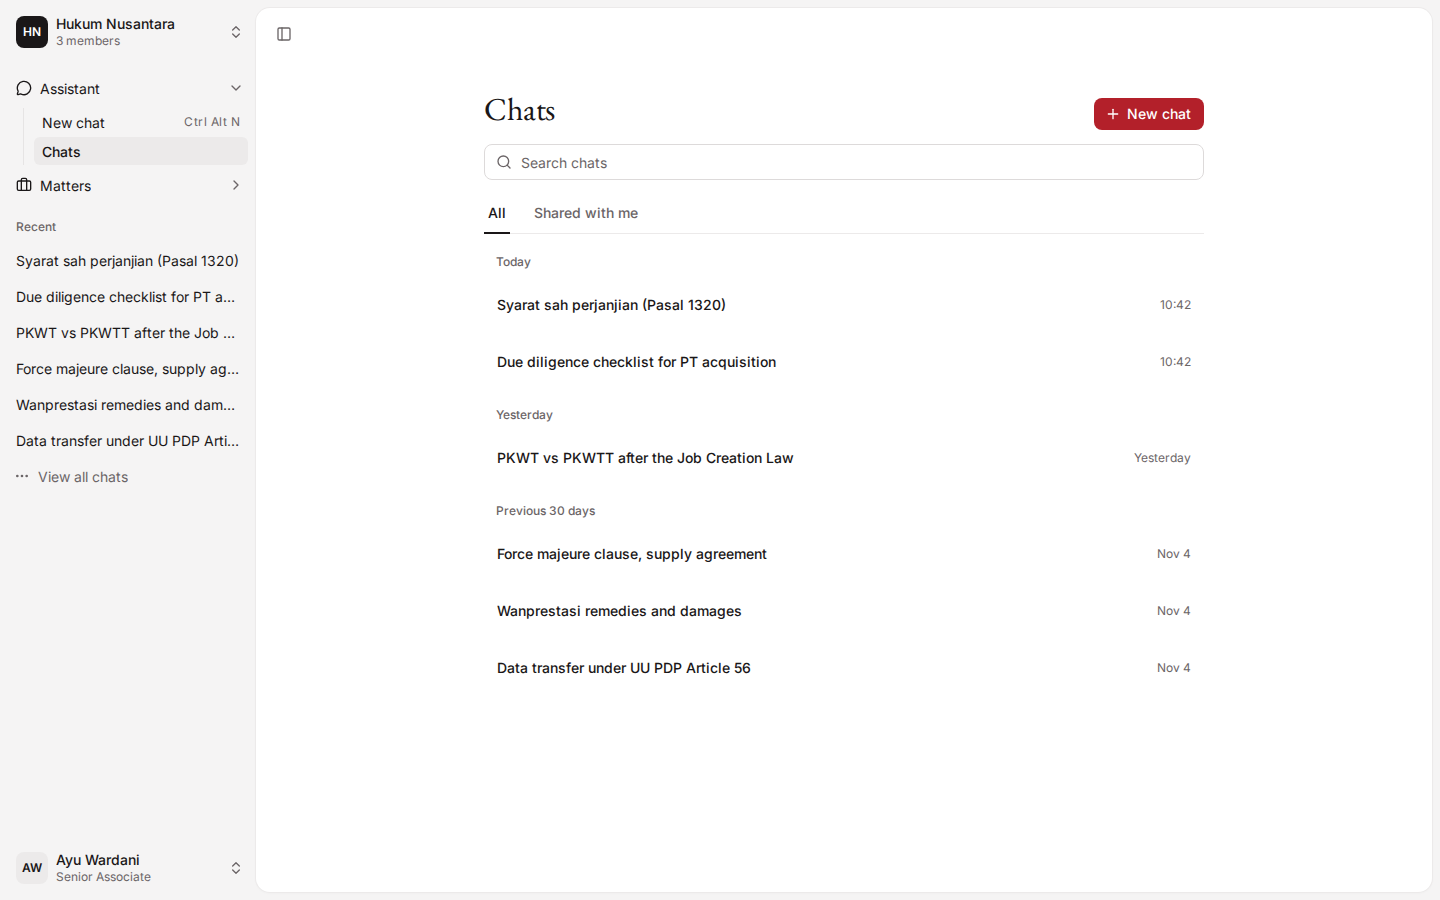 HN
Hukum Nusantara
3 members
Assistant
New chat Ctrl Alt N
Chats
Matters
Recent
Syarat sah perjanjian (Pasal 1320)
Due diligence checklist for PT a...
PKWT vs PKWTT after the Job ...
Force majeure clause, supply ag...
Wanprestasi remedies and dam...
Data transfer under UU PDP Arti...
View all chats
AW
Ayu Wardani
Senior Associate
Chats
New chat
Search chats
All Shared with me
Today
Syarat sah perjanjian (Pasal 1320) 10:42
Due diligence checklist for PT acquisition 10:42
Yesterday
PKWT vs PKWTT after the Job Creation Law Yesterday
Previous 30 days
Force majeure clause, supply agreement Nov 4
Wanprestasi remedies and damages Nov 4
Data transfer under UU PDP Article 56 Nov 4